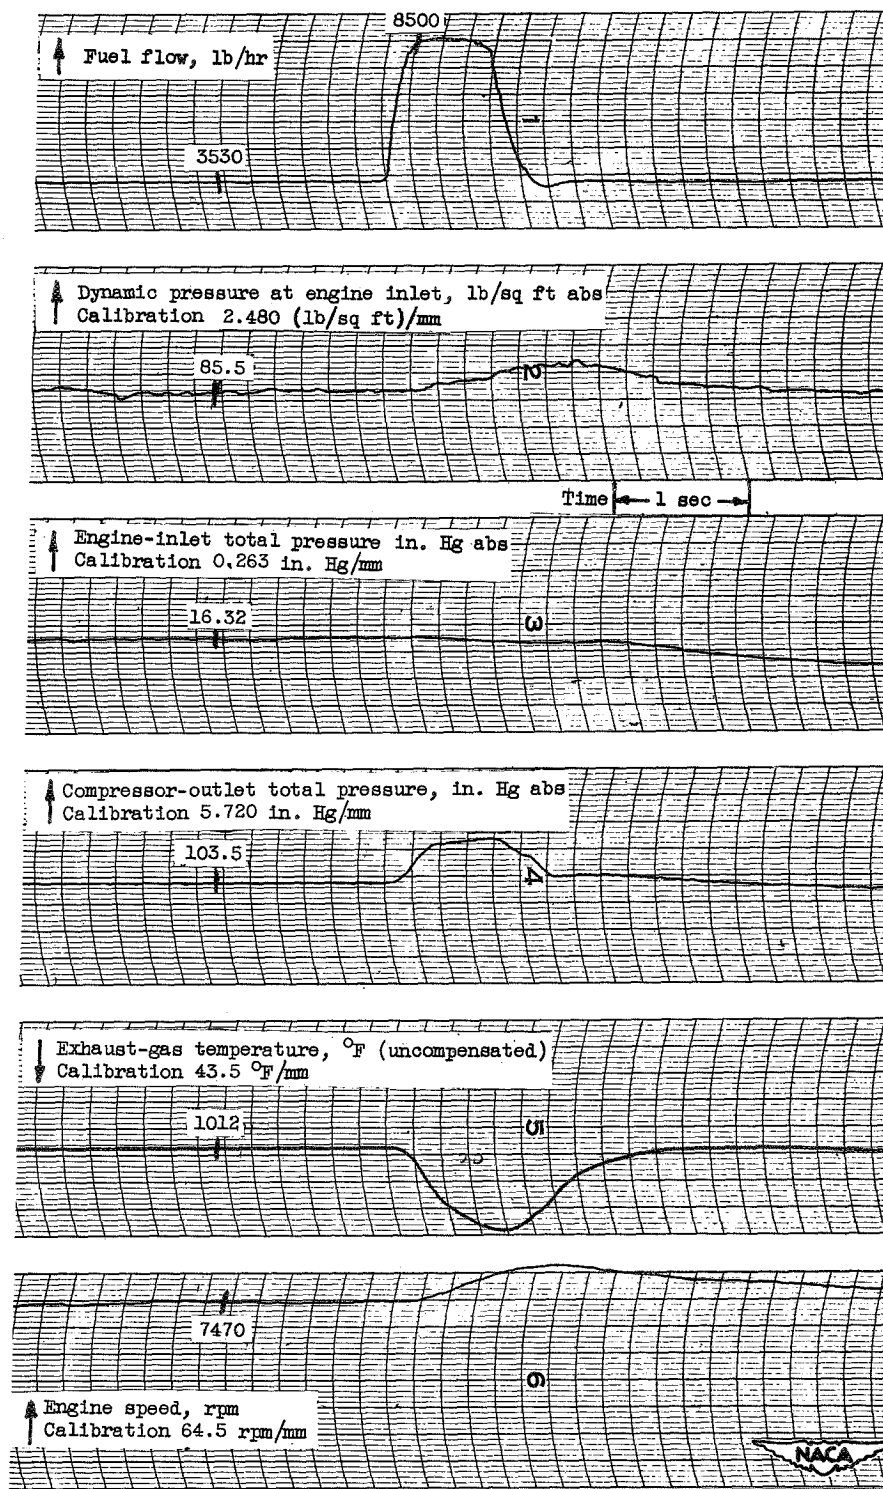 8500
Fuel flow, lb/hr
1
3530
Dynamic pressure at engine inlet, lb/sq ft abs
Calibration 2.480 (lb/sq ft)/mm
85.5
2
Time 1 sec
Engine-inlet total pressure in. Hg abs
Calibration 0.263 in. Hg/mm
16.32
3
Compressor-outlet total pressure, in. Hg abs
Calibration 5.720 in. Hg/mm
103.5
4
Exhaust-gas temperature, °F (uncompensated)
Calibration 43.5 °F/mm
1012
5
7470
6
Engine speed, rpm
Calibration 64.5 rpm/mm
NACA